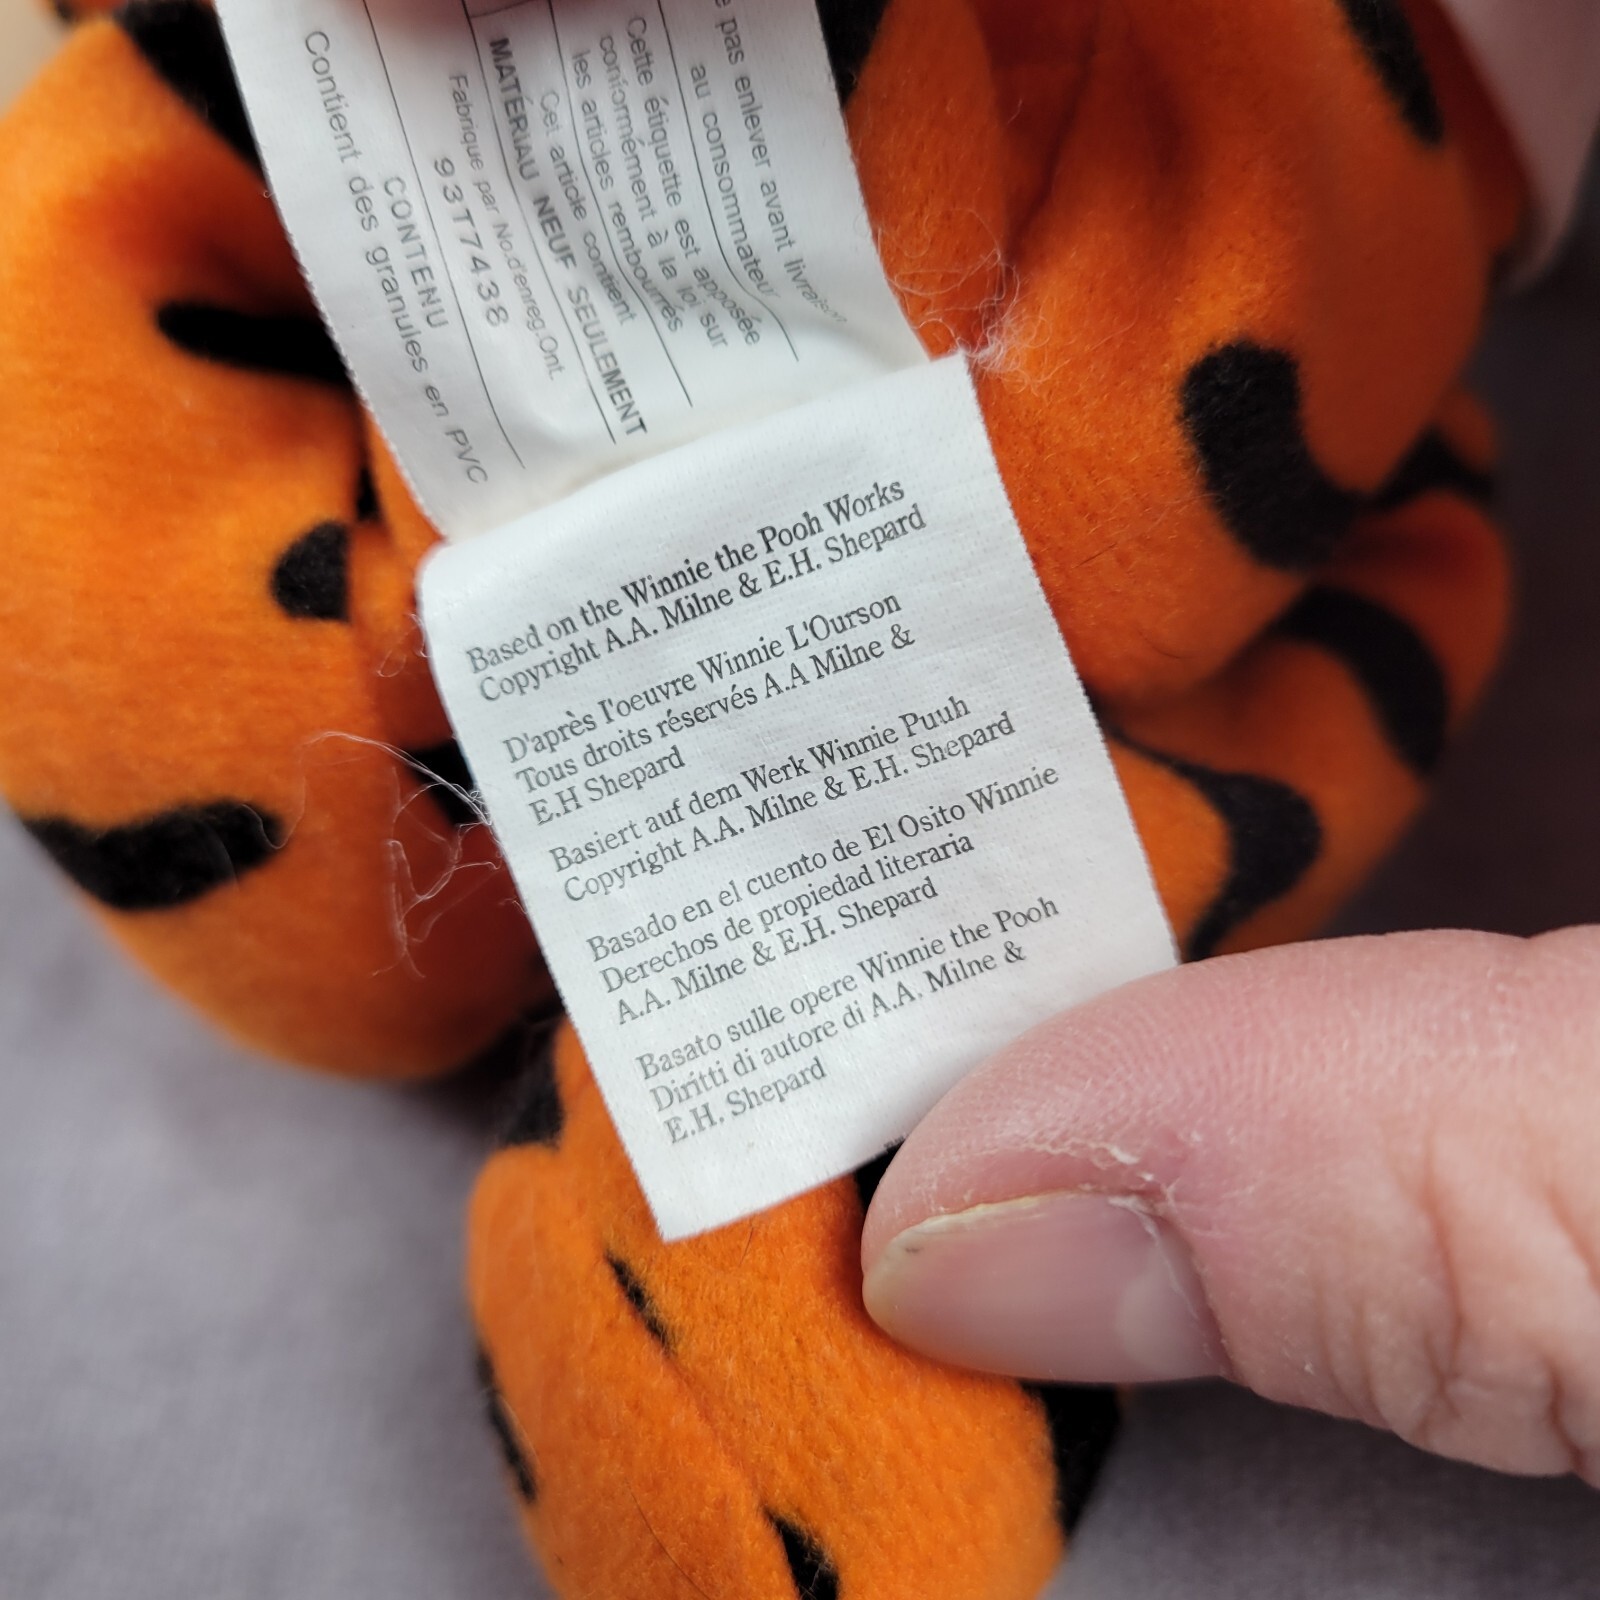 pas enlever avant livraison
au consommateur
Cette étiquette est apposée
conformément à la loi sur
les articles rembourrés
Cet article contient
MATÉRIAU NEUF SEULEMENT
Fabrique par No.d'enreg.Ont.
93T7438
CONTENU
Contient des granules en PVC
Based on the Winnie the Pooh Works
Copyright A.A. Milne & E.H. Shepard
D'après l'oeuvre Winnie L'Ourson
Tous droits réservés A.A Milne &
E.H Shepard
Basiert auf dem Werk Winnie Puuh
Copyright A.A. Milne & E.H. Shepard
Basado en el cuento de El Osito Winnie
Derechos de propiedad literaria
A.A. Milne & E.H. Shepard
Basato sulle opere Winnie the Pooh
Diritti di autore di A.A. Milne &
E.H. Shepard